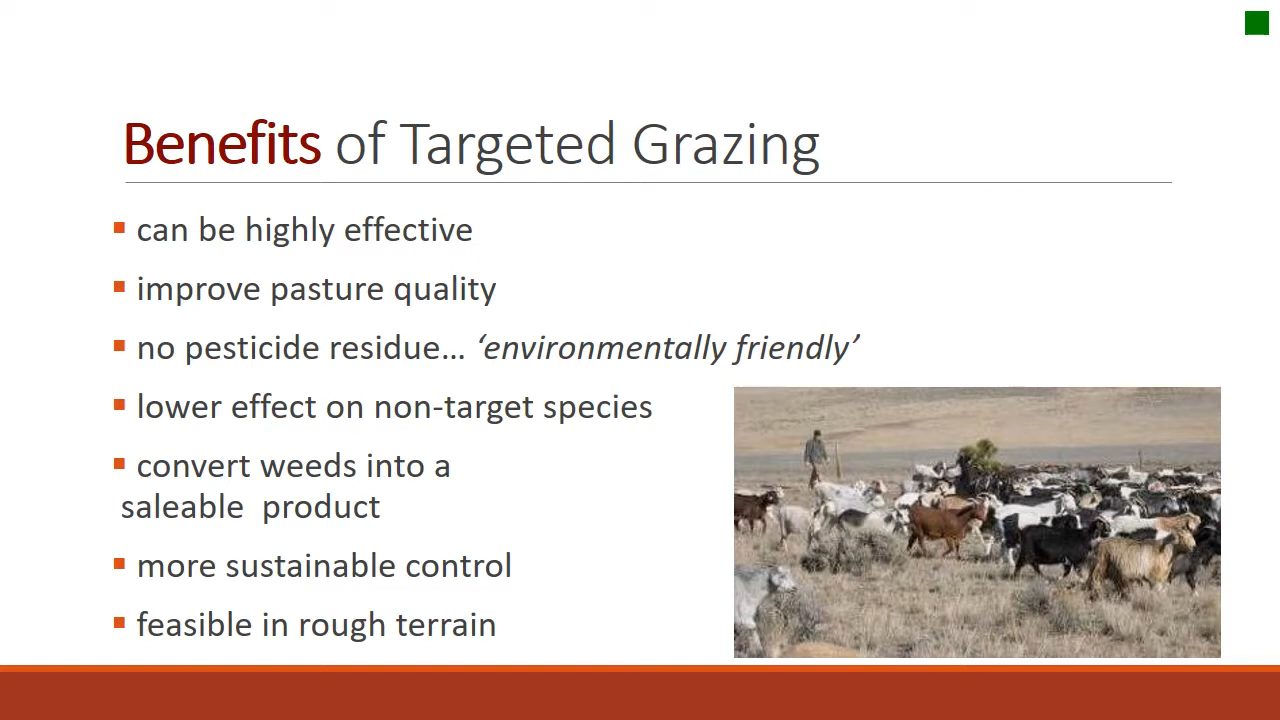 Benefits of Targeted Grazing
can be highly effective
improve pasture quality
no pesticide residue… ‘environmentally friendly’
lower effect on non-target species
convert weeds into a
saleable  product
more sustainable control
feasible in rough terrain